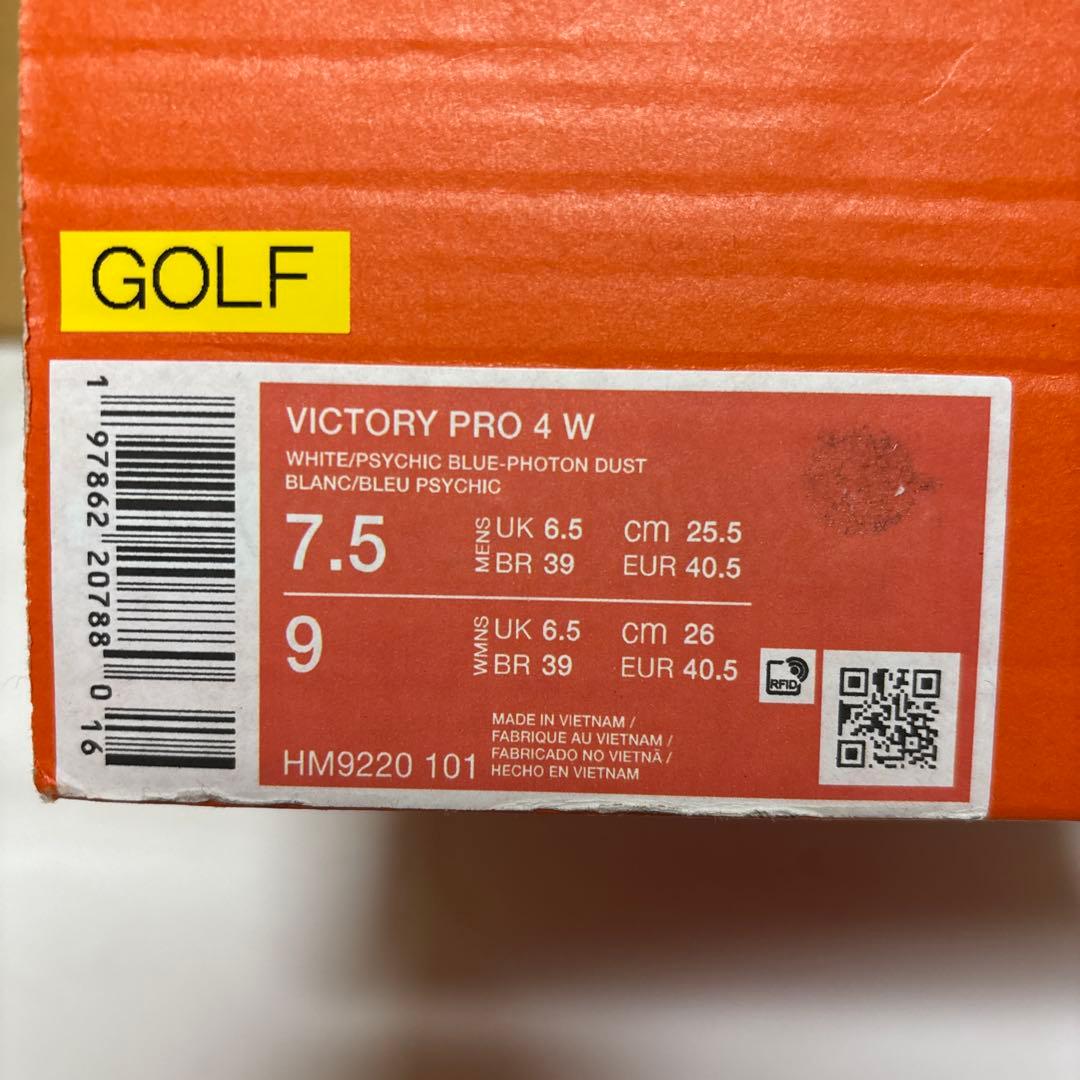 GOLF
1 97862 20788 0 16
VICTORY PRO 4 W
WHITE/PSYCHIC BLUE-PHOTON DUST
BLANC/BLEU PSYCHIC
7.5 MENS UK 6.5 cm 25.5
BR 39 EUR 40.5
9 WMNS UK 6.5 cm 26
BR 39 EUR 40.5
RFID
MADE IN VIETNAM /
FABRIQUE AU VIETNAM /
FABRICADO NO VIETNÃ /
HECHO EN VIETNAM
HM9220 101